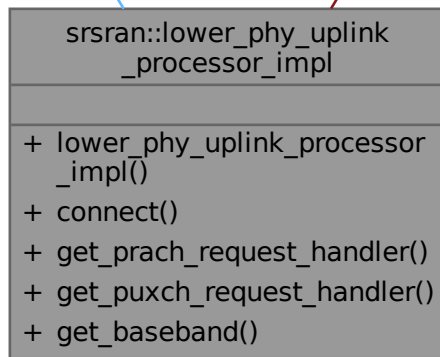 srsran::lower_phy_uplink
_processor_impl
+ lower_phy_uplink_processor
_impl()
+ connect()
+ get_prach_request_handler()
+ get_puxch_request_handler()
+ get_baseband()